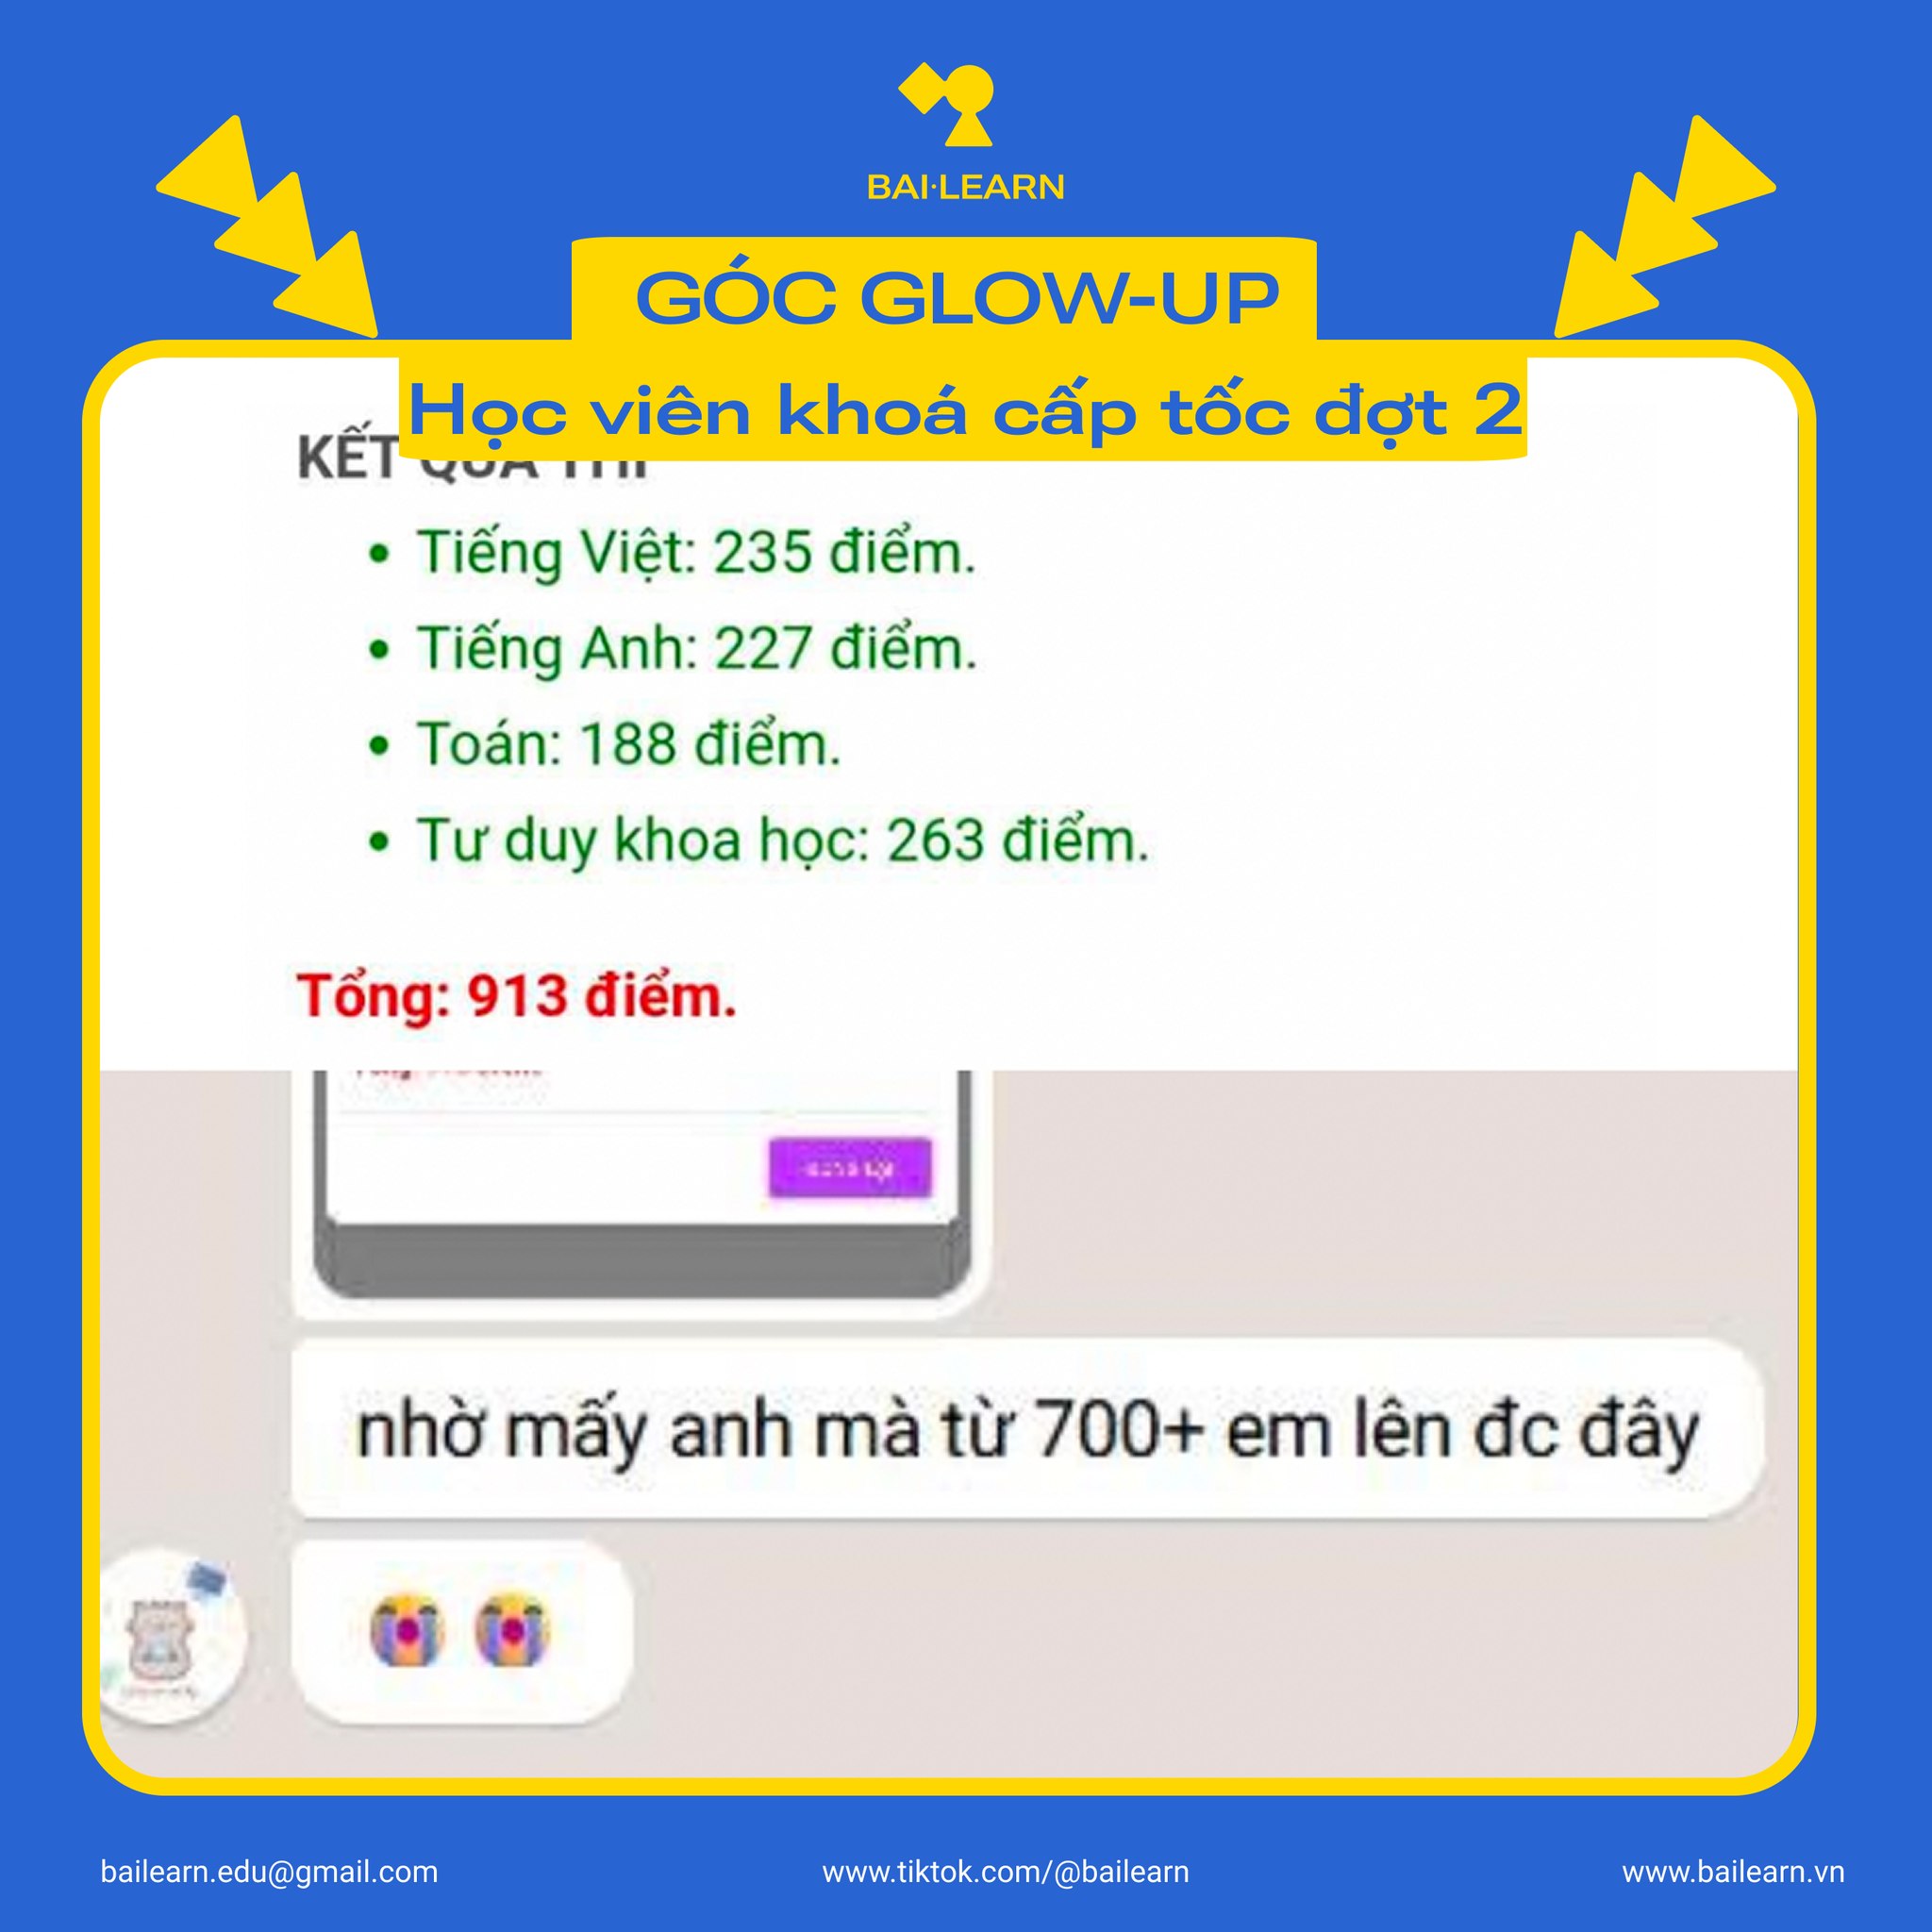 BAI·LEARN
GÓC GLOW-UP
Học viên khoá cấp tốc đợt 2
KẾT QUẢ THI
• Tiếng Việt: 235 điểm.
• Tiếng Anh: 227 điểm.
• Toán: 188 điểm.
• Tư duy khoa học: 263 điểm.
Tổng: 913 điểm.
nhờ mấy anh mà từ 700+ em lên đc đây
😭 😭
bailearn.edu@gmail.com
www.tiktok.com/@bailearn
www.bailearn.vn